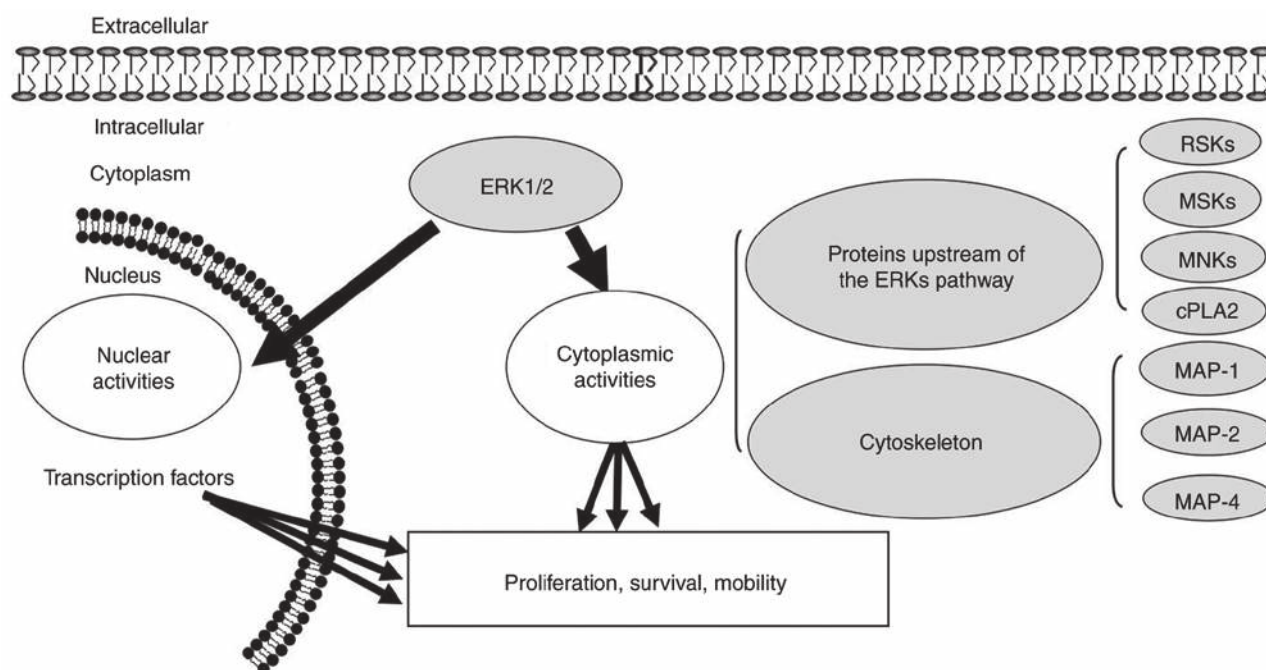 Extracellular
Intracellular
Cytoplasm
ERK1/2
Nucleus
Nuclear
activities
Transcription factors
Cytoplasmic
activities
Proliferation, survival, mobility
Proteins upstream of
the ERKs pathway
Cytoskeleton
RSKs
MSKs
MNKs
cPLA2
MAP-1
MAP-2
MAP-4